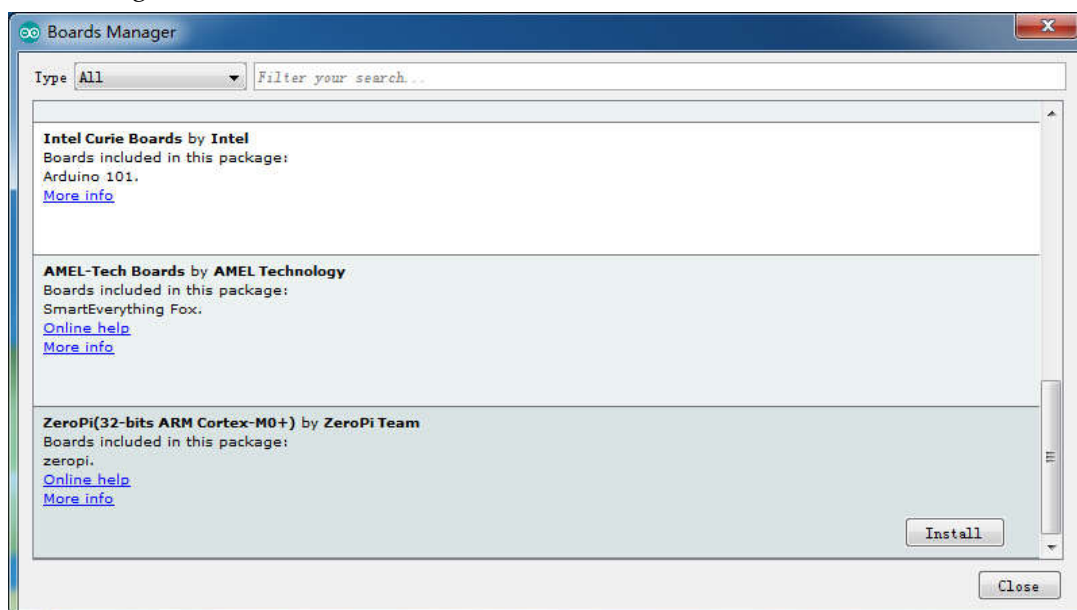 Boards Manager
Type All Filter your search...
Intel Curie Boards by Intel
Boards included in this package:
Arduino 101.
More info
AMEL-Tech Boards by AMEL Technology
Boards included in this package:
SmartEverything Fox.
Online help
More info
ZeroPi(32-bits ARM Cortex-M0+) by ZeroPi Team
Boards included in this package:
zeropi.
Online help
More info
Install
Close